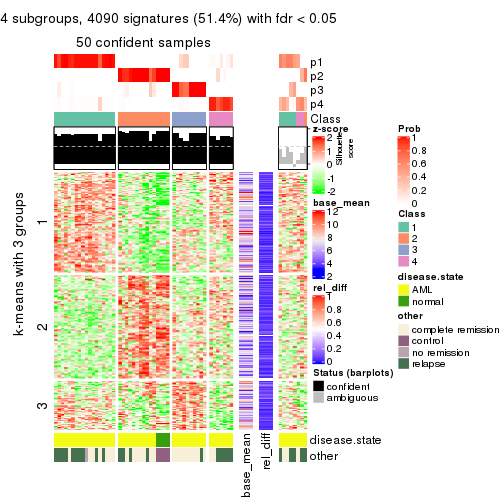 4 subgroups, 4090 signatures (51.4%) with fdr < 0.05
50 confident samples
p1
p2
p3
p4
Class
Silhouette
score
k-means with 3 groups
1
2
3
disease.state
other
base_mean
rel_diff
z-score
2
1
0
-1
-2
base_mean
12
10
8
6
4
2
rel_diff
1
0.8
0.6
0.4
0.2
0
Status (barplots)
confident
ambiguous
Prob
1
0.8
0.6
0.4
0.2
0
Class
1
2
3
4
disease.state
AML
normal
other
complete remission
control
no remission
relapse